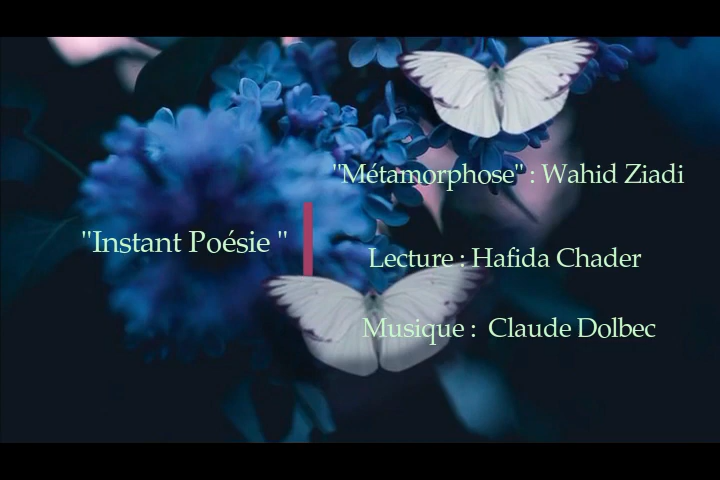 "Instant Poésie "
"Métamorphose" : Wahid Ziadi
Lecture : Hafida Chader
Musique : Claude Dolbec